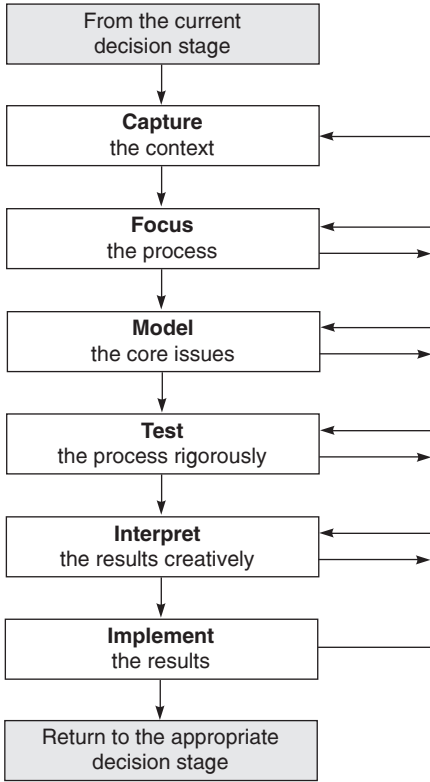 From the current
decision stage
Capture
the context
Focus
the process
Model
the core issues
Test
the process rigorously
Interpret
the results creatively
Implement
the results
Return to the appropriate
decision stage